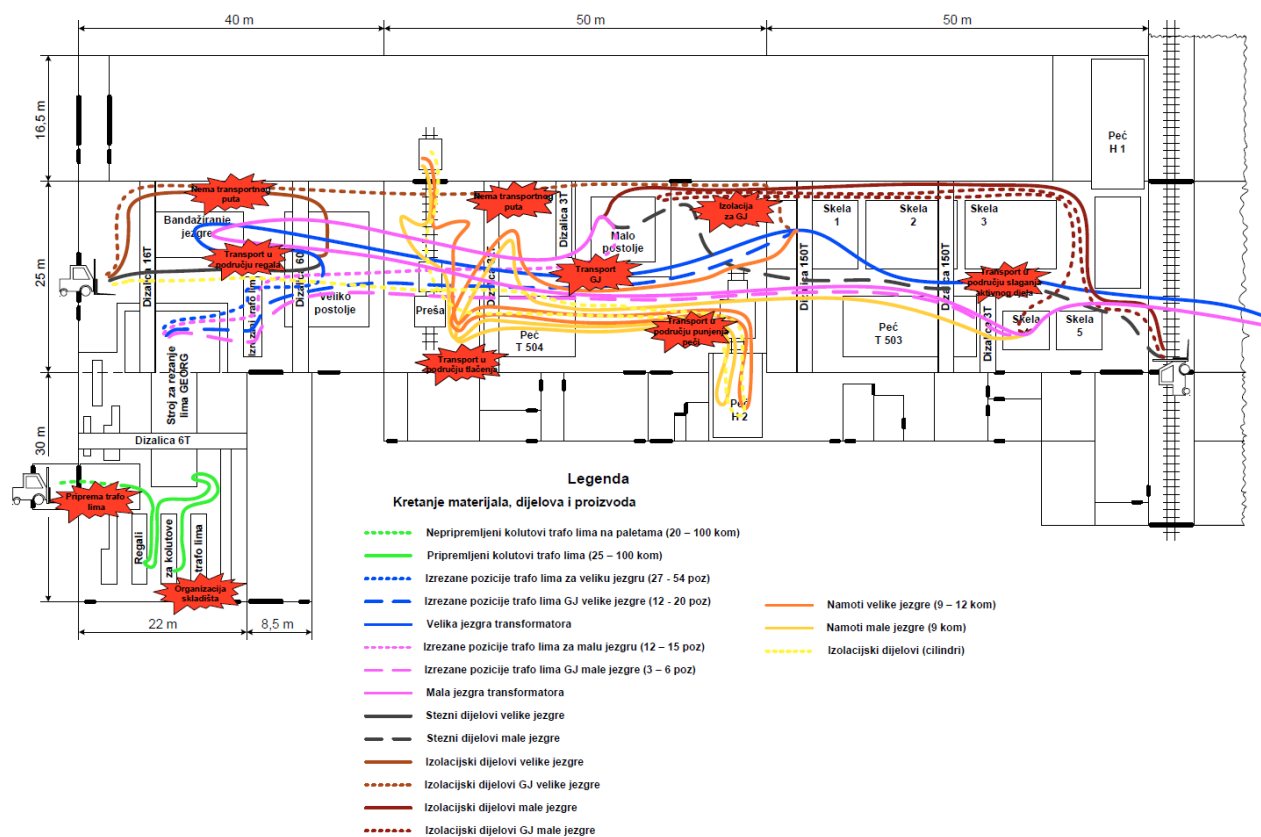 40 m
50 m
50 m
16,5 m
25 m
30 m
Peć
H 1
Nema transportnog
puta
Nema transportnog
puta
Izolacija
za GJ
Bandažiranje
jezgre
Transport u
području regala
Dizalica 16T
Dizalica 60T
Dizalica 3T
Malo
postolje
Transport
GJ
Skela
1
Skela
2
Skela
3
Dizalica 150T
Dizalica 150T
Transport u
području slaganja
aktivnog djela
Veliko
postolje
Preša
Peć
T 504
Transport u
području punjenja
peći
Transport u
području tlačenja
Peć
T 503
Dizalica 3T
Skela
Skela
5
Stroj za rezanje
lima GEORG
Peć
H 2
Dizalica 6T
Priprema trafo
lima
Regali
za kolutove
trafo lima
Organizacija
skladišta
22 m
8,5 m
Legenda
Kretanje materijala, dijelova i proizvoda
Nepripremljeni kolutovi trafo lima na paletama (20 – 100 kom)
Pripremljeni kolutovi trafo lima (25 – 100 kom)
Izrezane pozicije trafo lima za veliku jezgru (27 - 54 poz)
Izrezane pozicije trafo lima GJ velike jezgre (12 - 20 poz)
Velika jezgra transformatora
Izrezane pozicije trafo lima za malu jezgru (12 – 15 poz)
Izrezane pozicije trafo lima GJ male jezgre (3 – 6 poz)
Mala jezgra transformatora
Stezni dijelovi velike jezgre
Stezni dijelovi male jezgre
Izolacijski dijelovi velike jezgre
Izolacijski dijelovi GJ velike jezgre
Izolacijski dijelovi male jezgre
Izolacijski dijelovi GJ male jezgre
Namoti velike jezgre (9 – 12 kom)
Namoti male jezgre (9 kom)
Izolacijski dijelovi (cilindri)